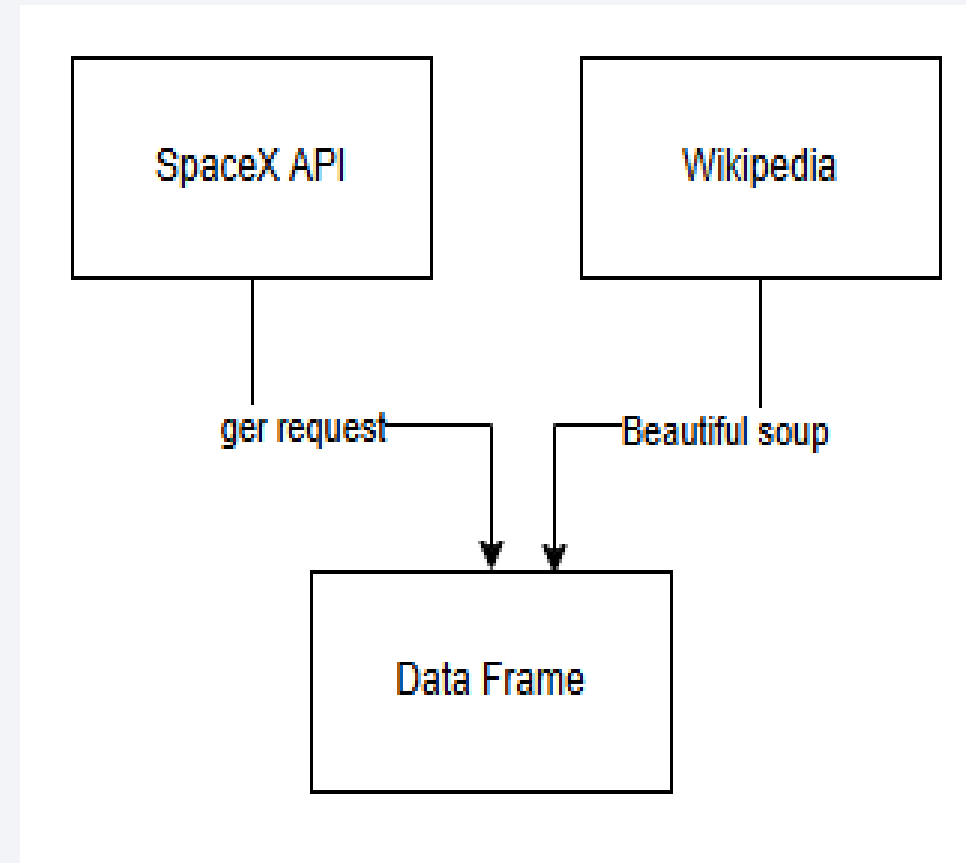 SpaceX API
Wikipedia
ger request
Beautiful soup
Data Frame